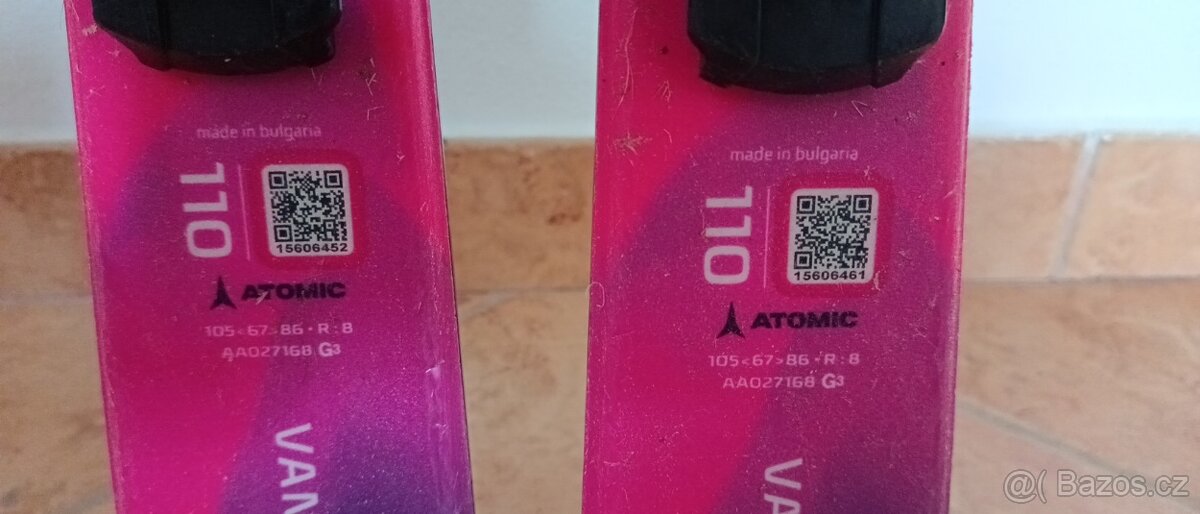 made in bulgaria
110
15606452
ATOMIC
105<67>86 • R : 8
AA027168 G3
VAN
made in bulgaria
110
15606461
ATOMIC
105<67>86 • R : 8
AA027168 G3
VA
@( Bazos.cz